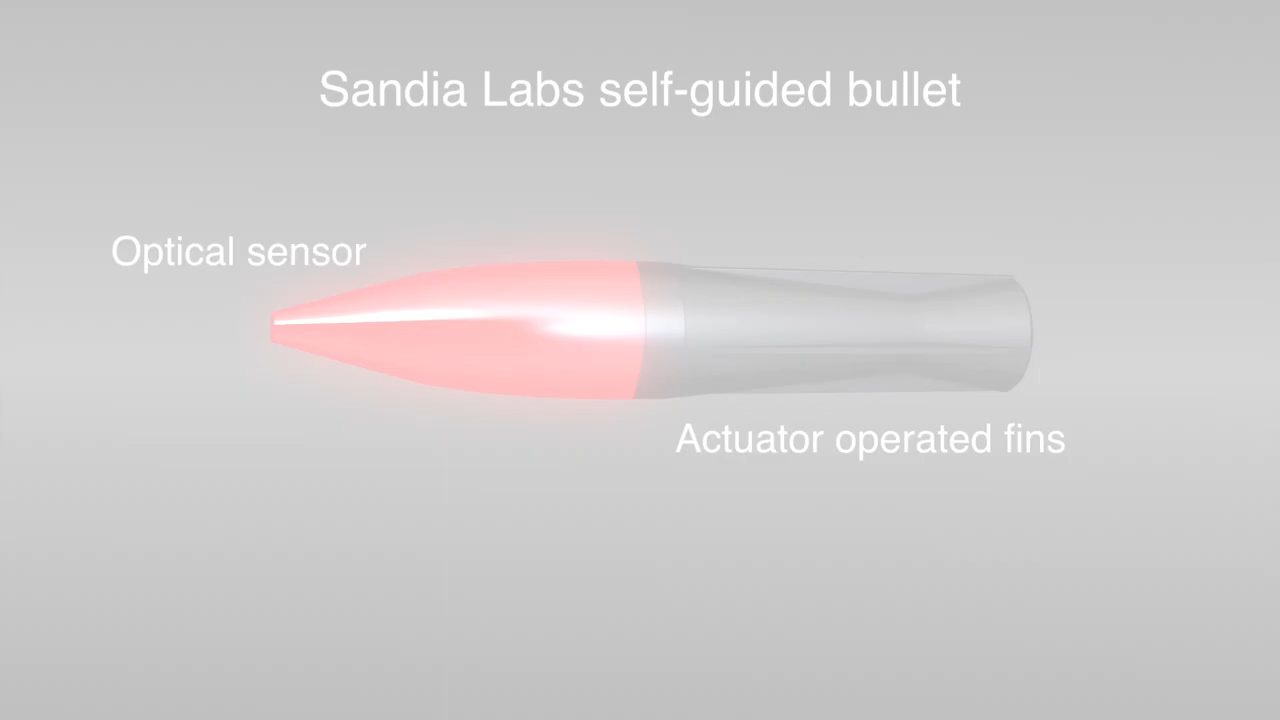 Sandia Labs self-guided bullet
Optical sensor
Actuator operated fins